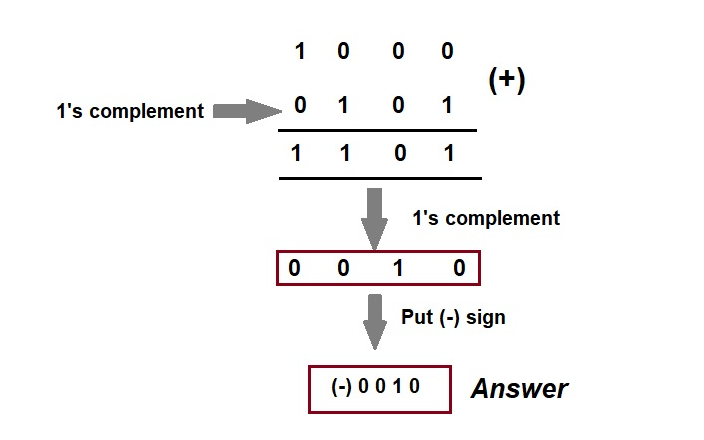 1 0 0 0
(+)
1's complement 0 1 0 1
1 1 0 1
1's complement
0 0 1 0
Put (-) sign
(-) 0 0 1 0 Answer